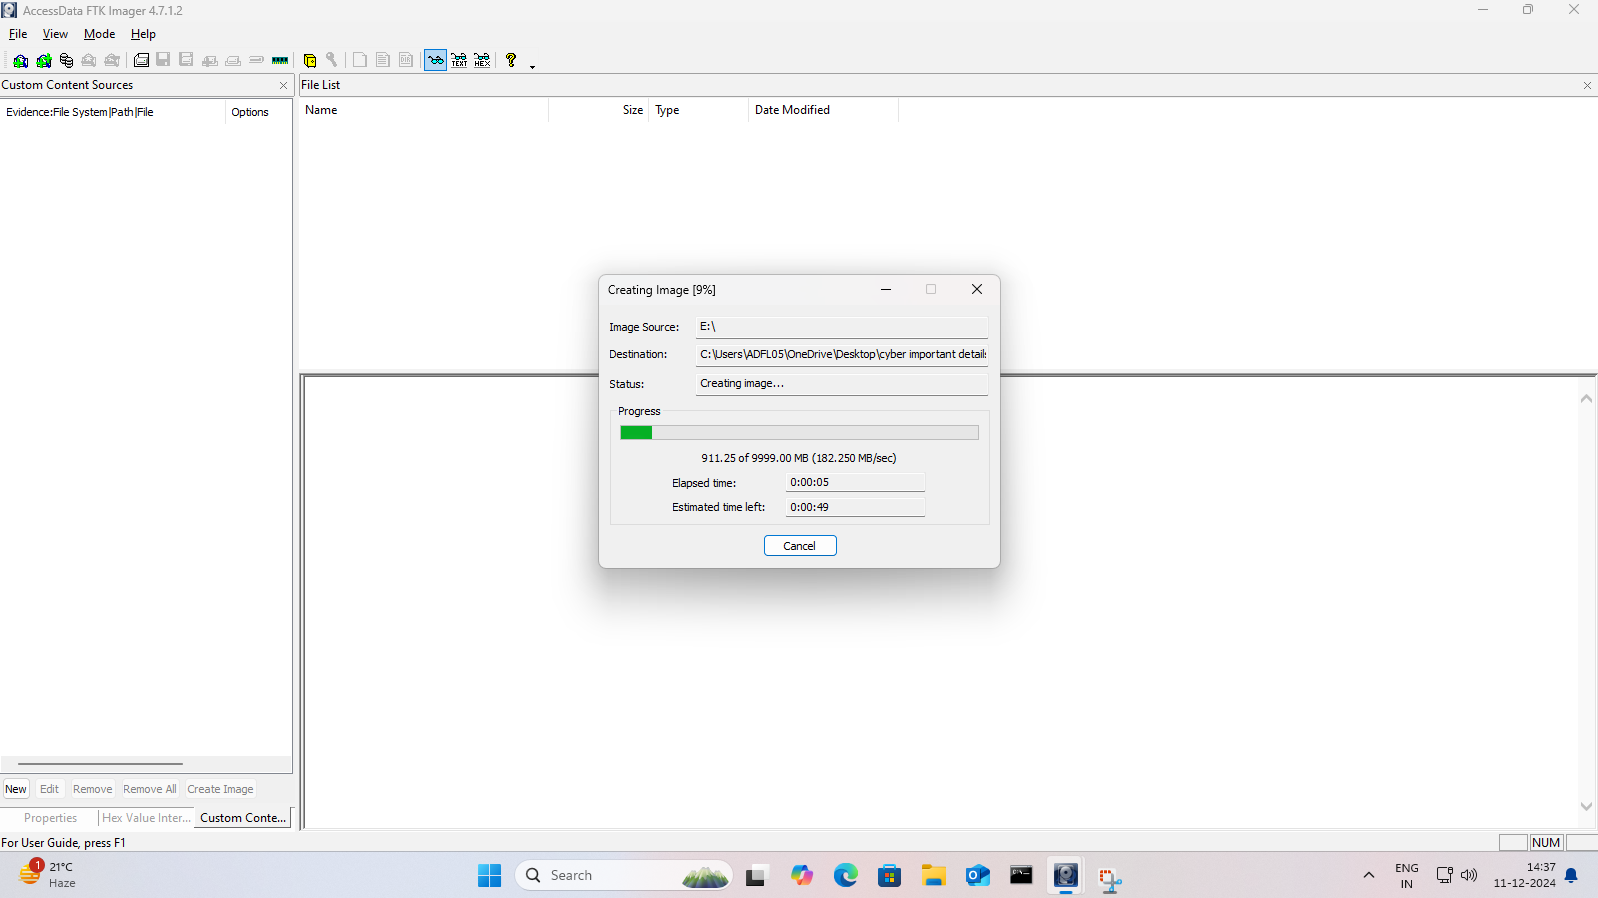 AccessData FTK Imager 4.7.1.2
File View Mode Help
TEXT HEX
Custom Content Sources
File List
Evidence:File System|Path|File Options
Name Size Type Date Modified
Creating Image [9%]
Image Source: E:\
Destination: C:\Users\ADFL05\OneDrive\Desktop\cyber important details
Status: Creating image...
Progress
911.25 of 9999.00 MB (182.250 MB/sec)
Elapsed time: 0:00:05
Estimated time left: 0:00:49
Cancel
New Edit Remove Remove All Create Image
Properties Hex Value Inter... Custom Conte...
For User Guide, press F1
NUM
1
21°C
Haze
Search
ENG
IN
14:37
11-12-2024